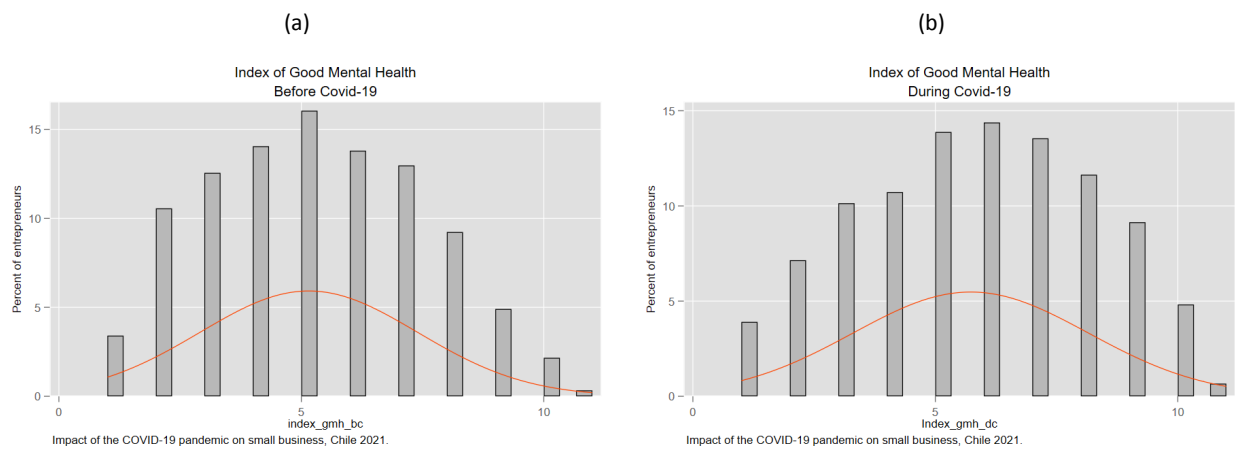 (a)
Index of Good Mental Health
Before Covid-19
Percent of entrepreneurs
15
10
5
0
0
5
10
index_gmh_bc
Impact of the COVID-19 pandemic on small business, Chile 2021.
(b)
Index of Good Mental Health
During Covid-19
Percent of entrepreneurs
15
10
5
0
0
5
10
Index_gmh_dc
Impact of the COVID-19 pandemic on small business, Chile 2021.